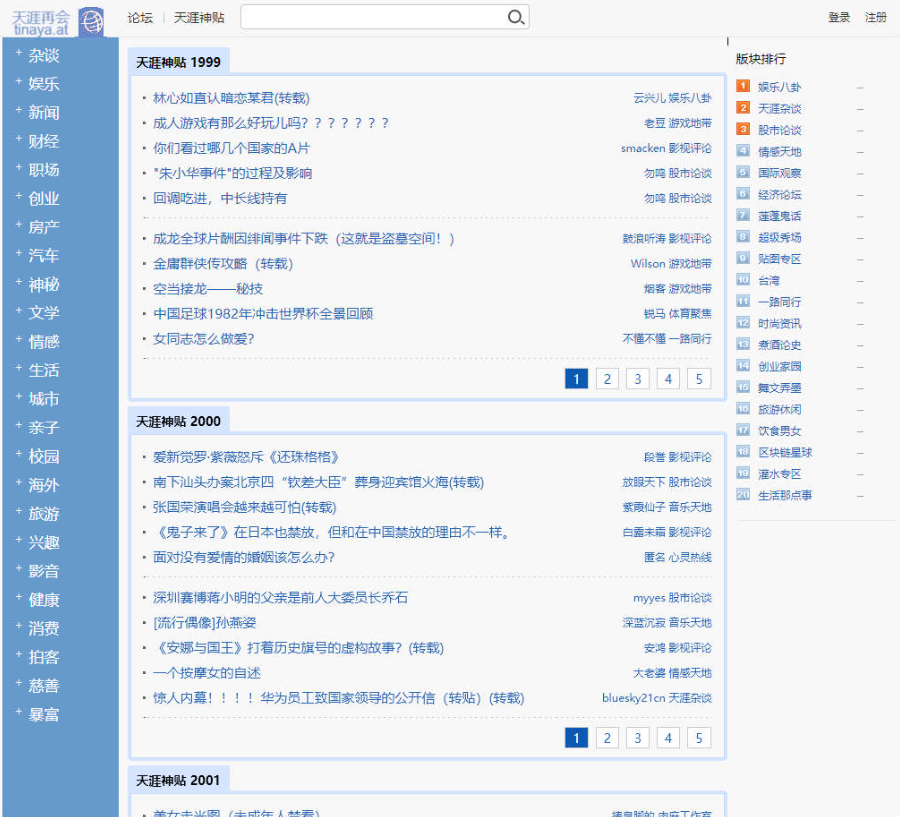 天涯再会
tinaya.at
论坛 天涯神贴
登录 注册
+ 杂谈
+ 娱乐
+ 新闻
+ 财经
+ 职场
+ 创业
+ 房产
+ 汽车
+ 神秘
+ 文学
+ 情感
+ 生活
+ 城市
+ 亲子
+ 校园
+ 海外
+ 旅游
+ 兴趣
+ 影音
+ 健康
+ 消费
+ 拍客
+ 慈善
+ 暴富
天涯神贴 1999
林心如直认暗恋某君(转载) 云兴儿 娱乐八卦
成人游戏有那么好玩儿吗？？？？？？？ 老豆 游戏地带
你们看过哪几个国家的A片 smacken 影视评论
"朱小华事件"的过程及影响 勿鸣 股市论谈
回调吃进，中长线持有 勿鸣 股市论谈
成龙全球片酬因绯闻事件下跌（这就是盗墓空间！） 鼓浪听涛 影视评论
金庸群侠传攻略（转载） Wilson 游戏地带
空当接龙——秘技 烟客 游戏地带
中国足球1982年冲击世界杯全景回顾 锐马 体育聚焦
女同志怎么做爱? 不懂不懂 一路同行
1 2 3 4 5
天涯神贴 2000
爱新觉罗·紫薇怒斥《还珠格格》 段誉 影视评论
南下汕头办案北京四“钦差大臣”葬身迎宾馆火海(转载) 放眼天下 股市论谈
张国荣演唱会越来越可怕(转载) 紫霞仙子 音乐天地
《鬼子来了》在日本也禁放，但和在中国禁放的理由不一样。 白露未霜 影视评论
面对没有爱情的婚姻该怎么办? 匿名 心灵热线
深圳赛博蒋小明的父亲是前人大委员长乔石 myyes 股市论谈
[流行偶像]孙燕姿 深蓝沉寂 音乐天地
《安娜与国王》打着历史旗号的虚构故事？(转载) 安鸿 影视评论
一个按摩女的自述 大老婆 情感天地
惊人内幕！！！！华为员工致国家领导的公开信（转贴）(转载) bluesky21cn 天涯杂谈
1 2 3 4 5
天涯神贴 2001
版块排行
1 娱乐八卦 –
2 天涯杂谈 –
3 股市论谈 –
4 情感天地 –
5 国际观察 –
6 经济论坛 –
7 莲蓬鬼话 –
8 超级秀场 –
9 贴图专区 –
10 台湾 –
11 一路同行 –
12 时尚资讯 –
13 煮酒论史 –
14 创业家园 –
15 舞文弄墨 –
16 旅游休闲 –
17 饮食男女 –
18 区块链星球 –
19 灌水专区 –
20 生活那点事 –